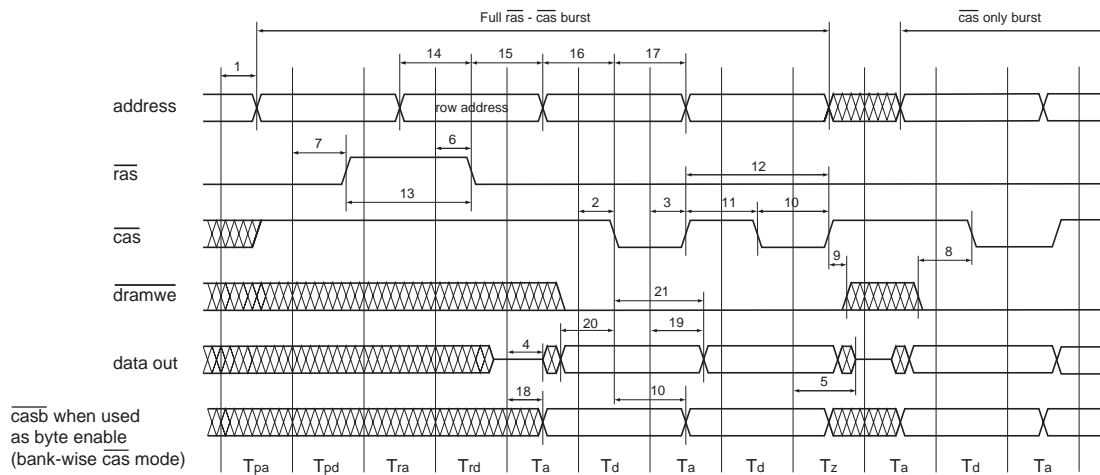 Full ras - cas burst
cas only burst
14 15 16 17
1
address
row address
7 6
12
ras
13
2 3 11 10
cas
9 8
dramwe
21
20 19
4
data out
5
18 10
casb when used
as byte enable
(bank-wise cas mode)
Tpa Tpd Tra Trd Ta Td Ta Td Tz Ta Td Ta